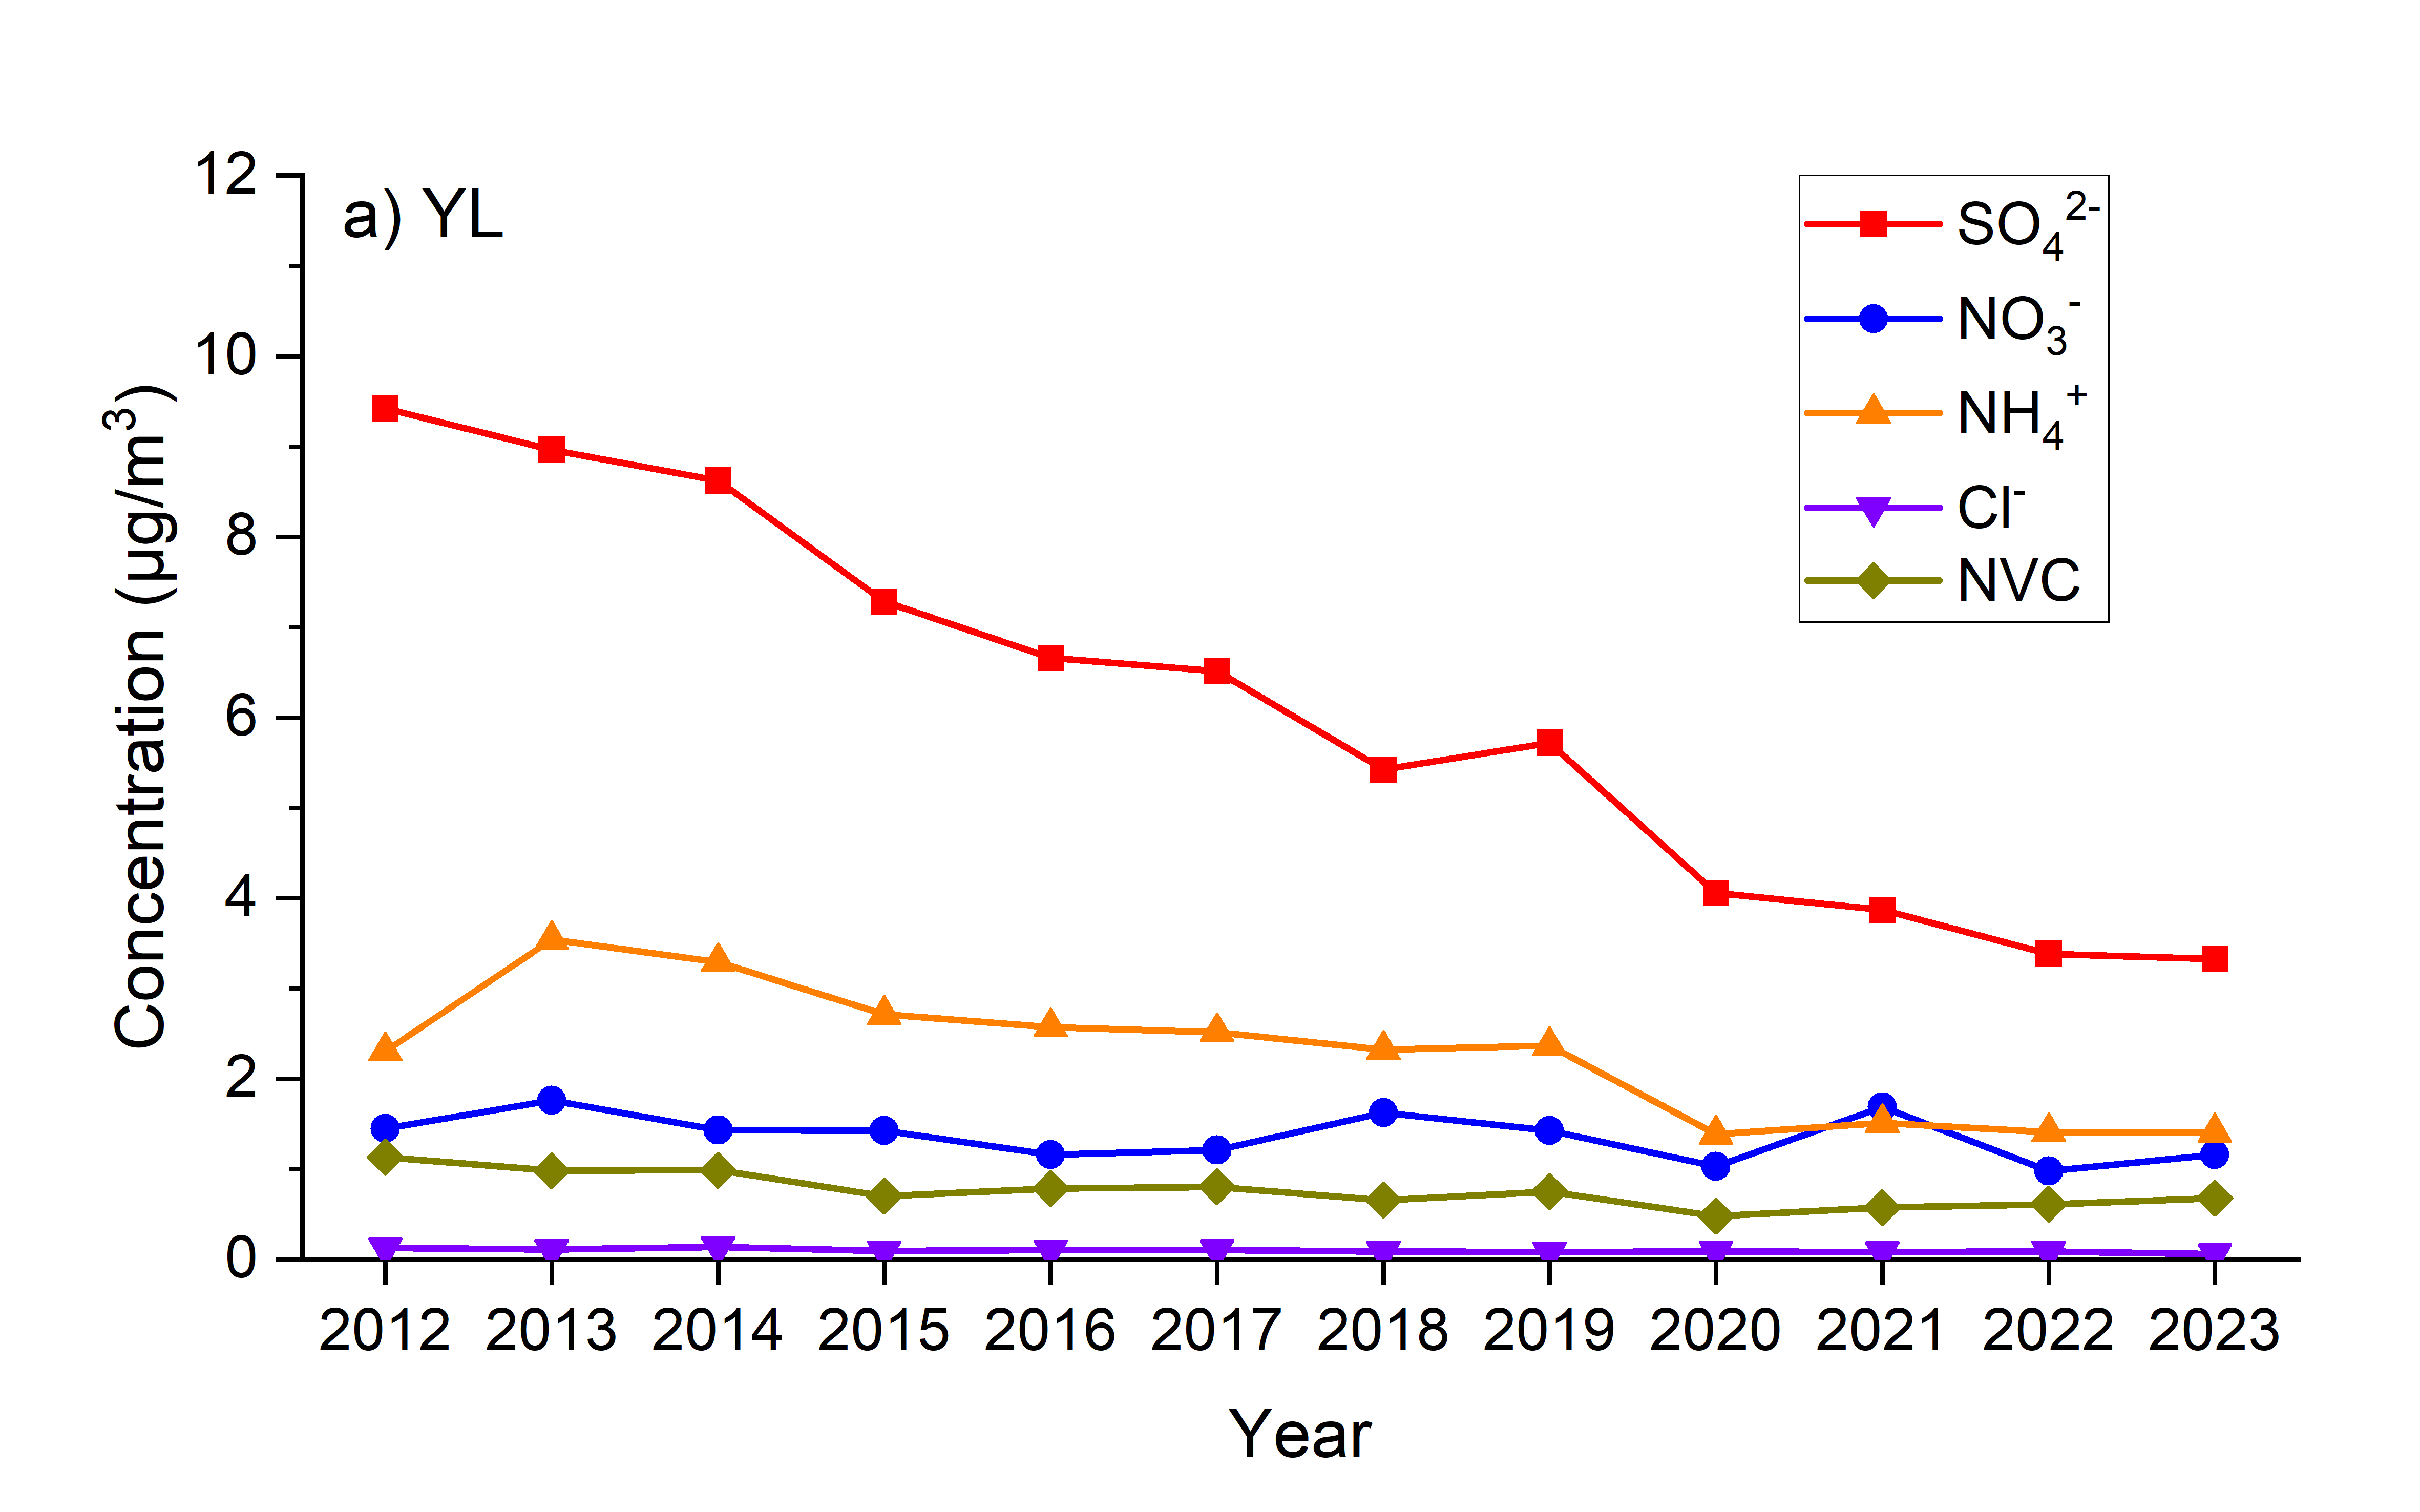 a) YL
SO₄²⁻
NO₃⁻
NH₄⁺
Cl⁻
NVC
Concentration (μg/m³)
12
10
8
6
4
2
0
2012 2013 2014 2015 2016 2017 2018 2019 2020 2021 2022 2023
Year